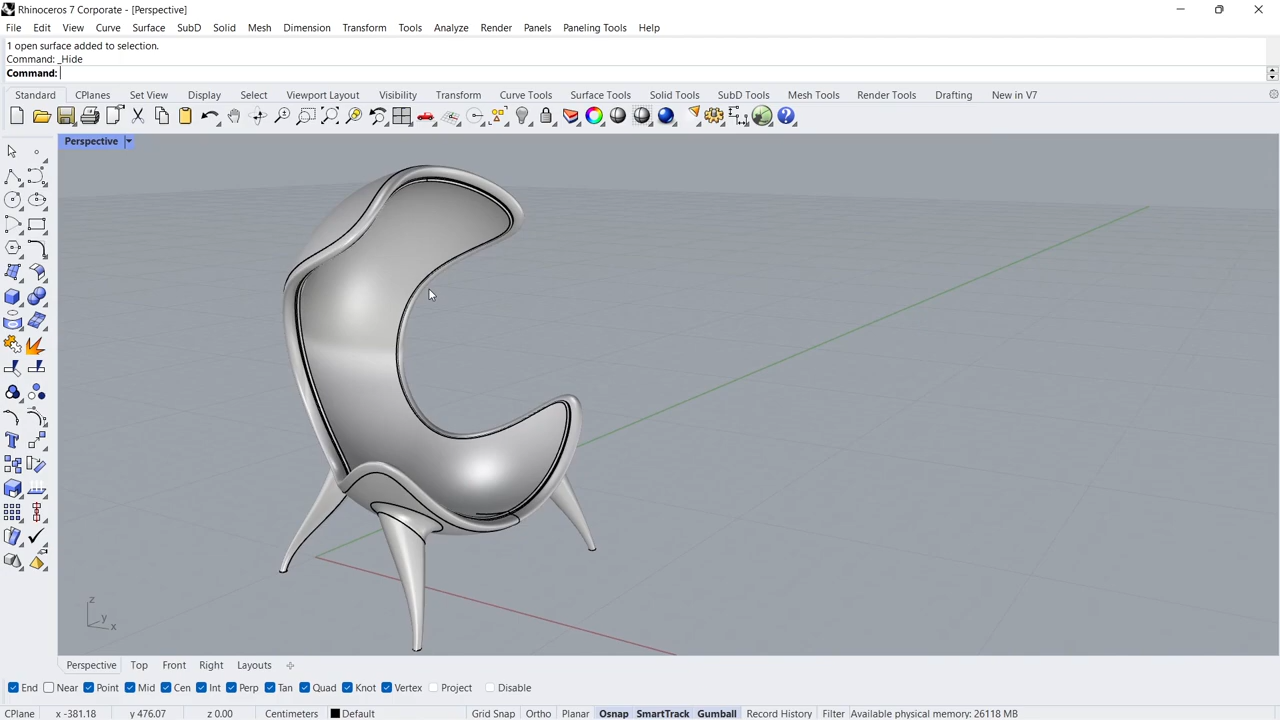 Rhinoceros 7 Corporate - [Perspective]
File Edit View Curve Surface SubD Solid Mesh Dimension Transform Tools Analyze Render Panels Paneling Tools Help
1 open surface added to selection.
Command: _Hide
Command:
Standard CPlanes Set View Display Select Viewport Layout Visibility Transform Curve Tools Surface Tools Solid Tools SubD Tools Mesh Tools Render Tools Drafting New in V7
Perspective
z
y
x
Perspective Top Front Right Layouts
End Near Point Mid Cen Int Perp Tan Quad Knot Vertex Project Disable
CPlane x -381.18 y 476.07 z 0.00 Centimeters Default Grid Snap Ortho Planar Osnap SmartTrack Gumball Record History Filter Available physical memory: 26118 MB